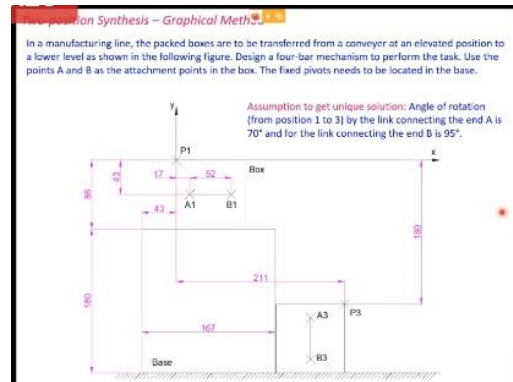 Two-position Synthesis – Graphical Method
In a manufacturing line, the packed boxes are to be transferred from a conveyer at an elevated position to
a lower level as shown in the following figure. Design a four-bar mechanism to perform the task. Use the
points A and B as the attachment points in the box. The fixed pivots needs to be located in the base.
Assumption to get unique solution: Angle of rotation
(from position 1 to 3) by the link connecting the end A is
70° and for the link connecting the end B is 95°.
y
x
P1
Box
43
17
52
86
A1
B1
43
180
211
180
A3
P3
167
B3
Base